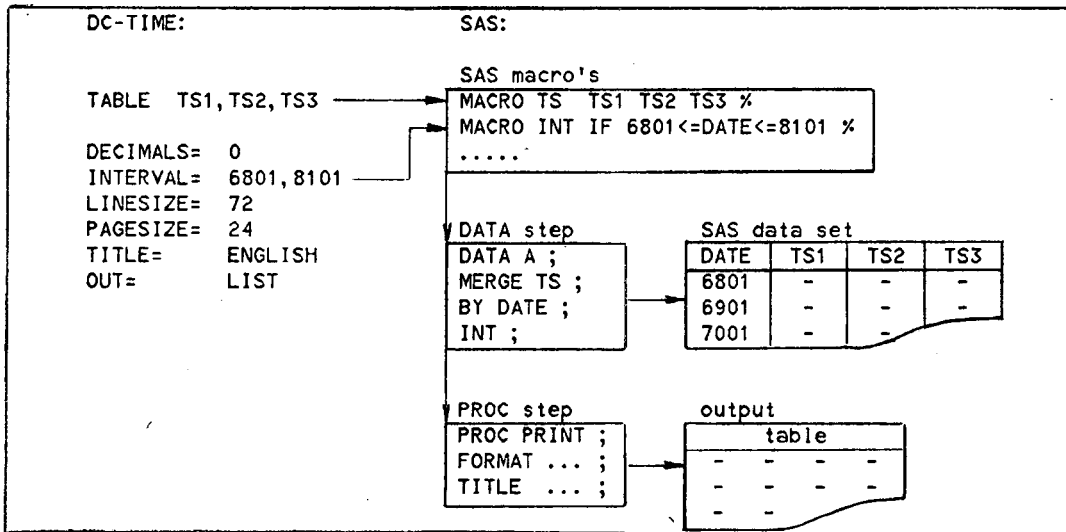 DC-TIME: SAS:
SAS macro's
TABLE TS1,TS2,TS3 MACRO TS TS1 TS2 TS3 %
MACRO INT IF 6801<=DATE<=8101 %
DECIMALS= 0 .....
INTERVAL= 6801,8101
LINESIZE= 72
PAGESIZE= 24 DATA step SAS data set
TITLE= ENGLISH DATA A ; DATE TS1 TS2 TS3
OUT= LIST MERGE TS ; 6801 - - -
BY DATE ; 6901 - - -
INT ; 7001 - -
PROC step output
PROC PRINT ; table
FORMAT ... ; - - - -
TITLE ... ; - - - -
-